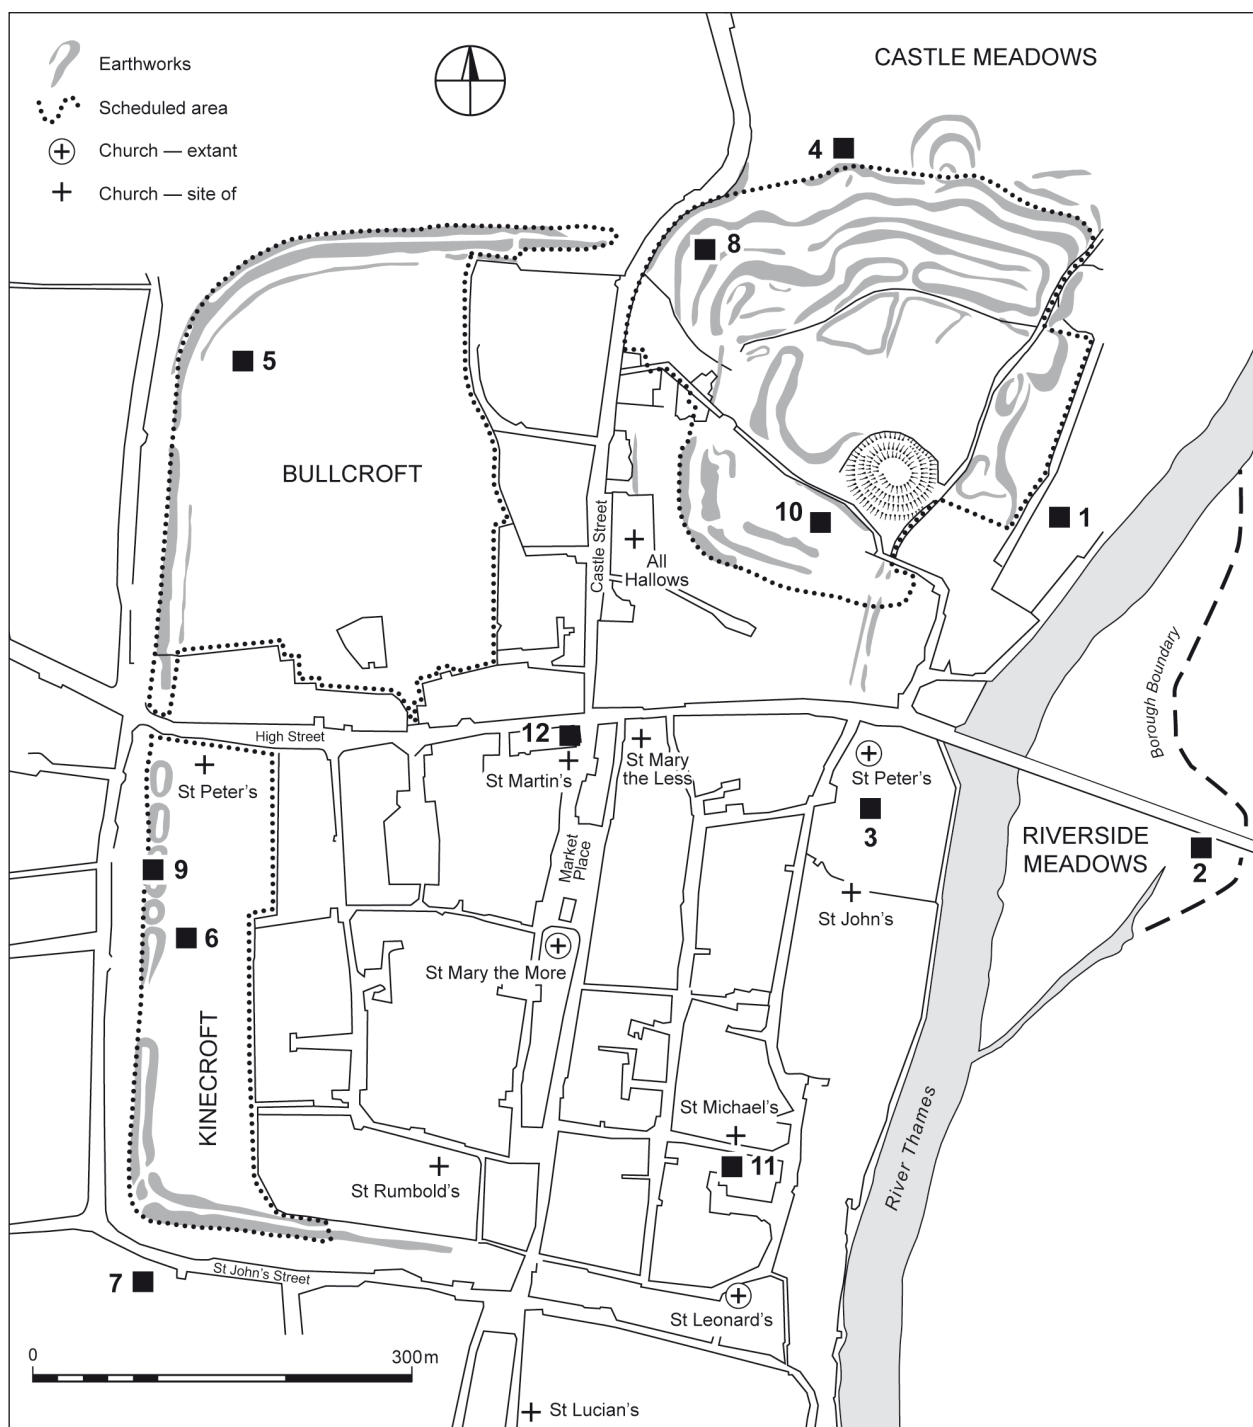 CASTLE MEADOWS
Earthworks
Scheduled area
Church — extant
Church — site of
4
8
5
BULLCROFT
10
1
Castle Street
All
Hallows
Borough Boundary
High Street
12
St Peter's
St Martin's
St Mary
the Less
St Peter's
3
RIVERSIDE
MEADOWS
2
Market
Place
9
St John's
6
St Mary the More
KINECROFT
River Thames
St Michael's
11
St Rumbold's
St John's Street
7
St Leonard's
0
300m
St Lucian's